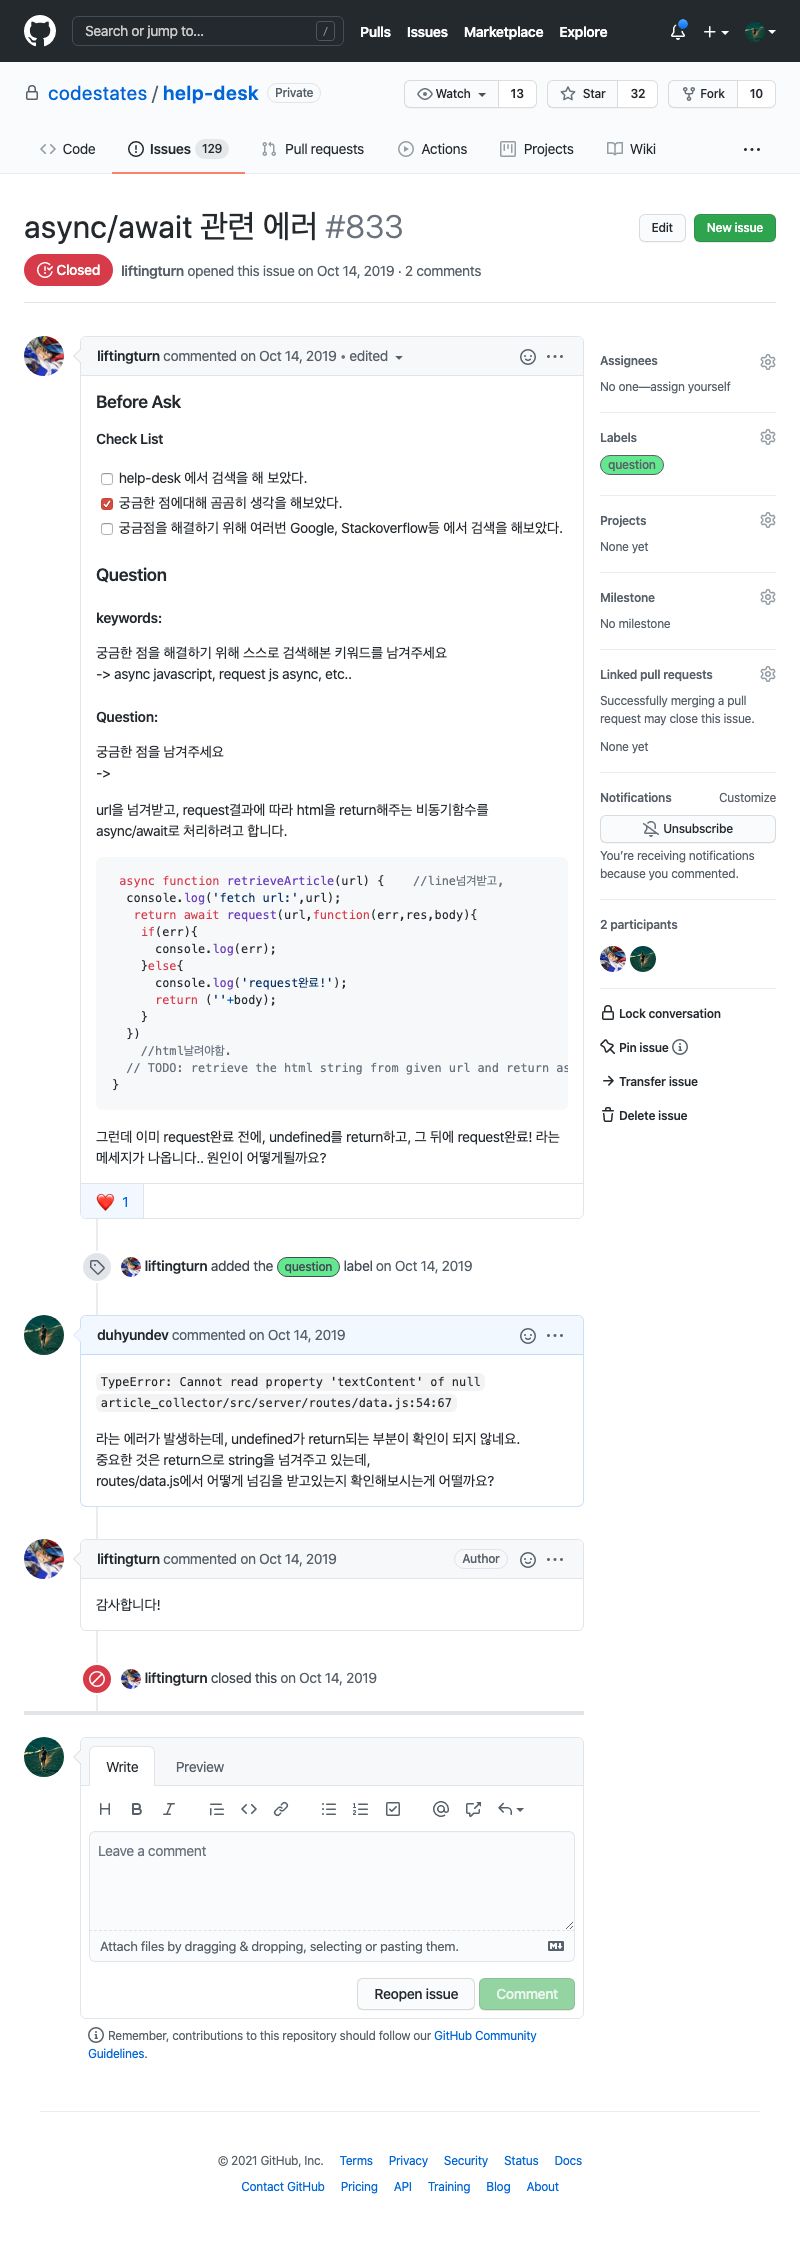 Search or jump to... /
Pulls Issues Marketplace Explore
codestates / help-desk Private
Watch 13 Star 32 Fork 10
Code Issues 129 Pull requests Actions Projects Wiki
async/await 관련 에러 #833
Edit New issue
Closed liftingturn opened this issue on Oct 14, 2019 · 2 comments
liftingturn commented on Oct 14, 2019 • edited
Before Ask
Check List
help-desk 에서 검색을 해 보았다.
궁금한 점에대해 곰곰히 생각을 해보았다.
궁금점을 해결하기 위해 여러번 Google, Stackoverflow등 에서 검색을 해보았다.
Question
keywords:
궁금한 점을 해결하기 위해 스스로 검색해본 키워드를 남겨주세요
-> async javascript, request js async, etc..
Question:
궁금한 점을 남겨주세요
->
url을 넘겨받고, request결과에 따라 html을 return해주는 비동기함수를
async/await로 처리하려고 합니다.
async function retrieveArticle(url) { //line넘겨받고,
console.log('fetch url:',url);
return await request(url,function(err,res,body){
if(err){
console.log(err);
}else{
console.log('request완료!');
return (''+body);
}
})
//html날려야함.
// TODO: retrieve the html string from given url and return as
}
그런데 이미 request완료 전에, undefined를 return하고, 그 뒤에 request완료! 라는
메세지가 나옵니다.. 원인이 어떻게될까요?
1
liftingturn added the question label on Oct 14, 2019
duhyundev commented on Oct 14, 2019
TypeError: Cannot read property 'textContent' of null
article_collector/src/server/routes/data.js:54:67
라는 에러가 발생하는데, undefined가 return되는 부분이 확인이 되지 않네요.
중요한 것은 return으로 string을 넘겨주고 있는데,
routes/data.js에서 어떻게 넘김을 받고있는지 확인해보시는게 어떨까요?
liftingturn commented on Oct 14, 2019 Author
감사합니다!
liftingturn closed this on Oct 14, 2019
Write Preview
Leave a comment
Attach files by dragging & dropping, selecting or pasting them.
Reopen issue Comment
Remember, contributions to this repository should follow our GitHub Community
Guidelines.
Assignees
No one—assign yourself
Labels
question
Projects
None yet
Milestone
No milestone
Linked pull requests
Successfully merging a pull
request may close this issue.
None yet
Notifications Customize
Unsubscribe
You're receiving notifications
because you commented.
2 participants
Lock conversation
Pin issue
Transfer issue
Delete issue
© 2021 GitHub, Inc. Terms Privacy Security Status Docs
Contact GitHub Pricing API Training Blog About